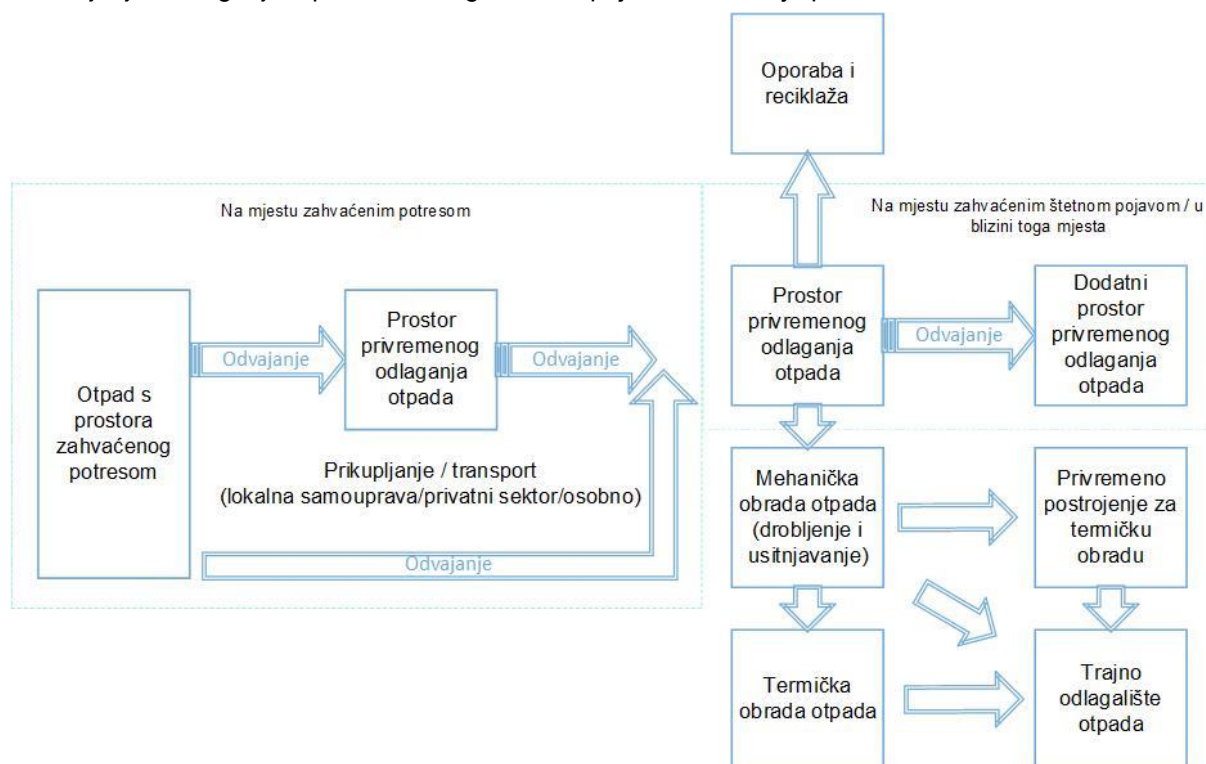 Oporaba i
reciklaža
Na mjestu zahvaćenim potresom
Na mjestu zahvaćenim štetnom pojavom / u
blizini toga mjesta
Otpad s
prostora
zahvaćenog
potresom
Odvajanje
Prostor
privremenog
odlaganja
otpada
Odvajanje
Prikupljanje / transport
(lokalna samouprava/privatni sektor/osobno)
Odvajanje
Prostor
privremenog
odlaganja
otpada
Odvajanje
Dodatni
prostor
privremenog
odlaganja
otpada
Mehanička
obrada otpada
(drobljenje i
usitnjavanje)
Privremeno
postrojenje za
termičku
obradu
Termička
obrada otpada
Trajno
odlagalište
otpada